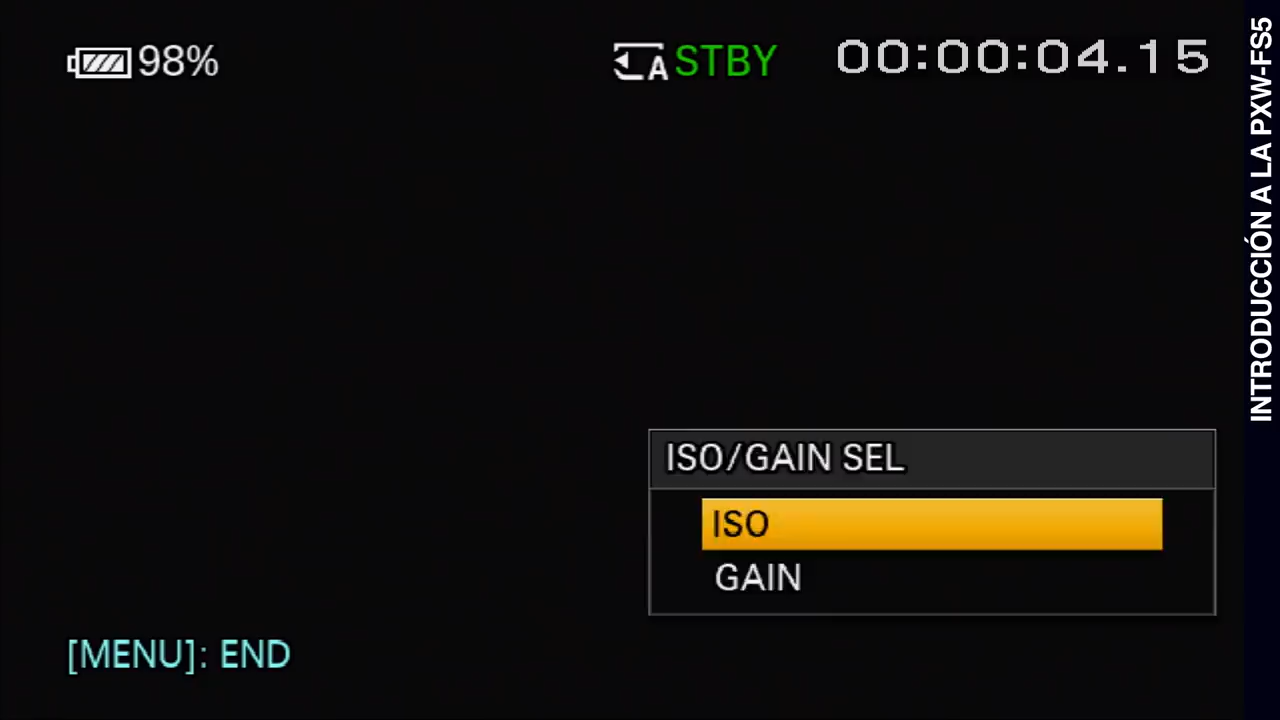 98%
A STBY 00:00:04.15
ISO/GAIN SEL
ISO
GAIN
[MENU]: END
INTRODUCCIÓN A LA PXW-FS5